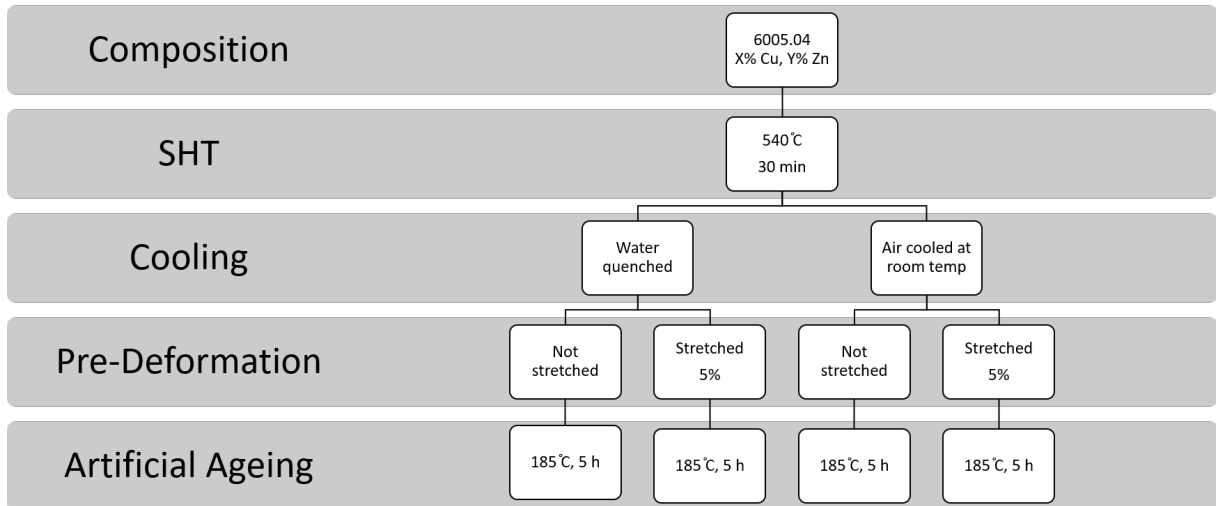 Composition
6005.04
X% Cu, Y% Zn
SHT
540℃
30 min
Cooling
Water
quenched
Air cooled at
room temp
Pre-Deformation
Not
stretched
Stretched
5%
Not
stretched
Stretched
5%
Artificial Ageing
185℃, 5 h
185℃, 5 h
185℃, 5 h
185℃, 5 h